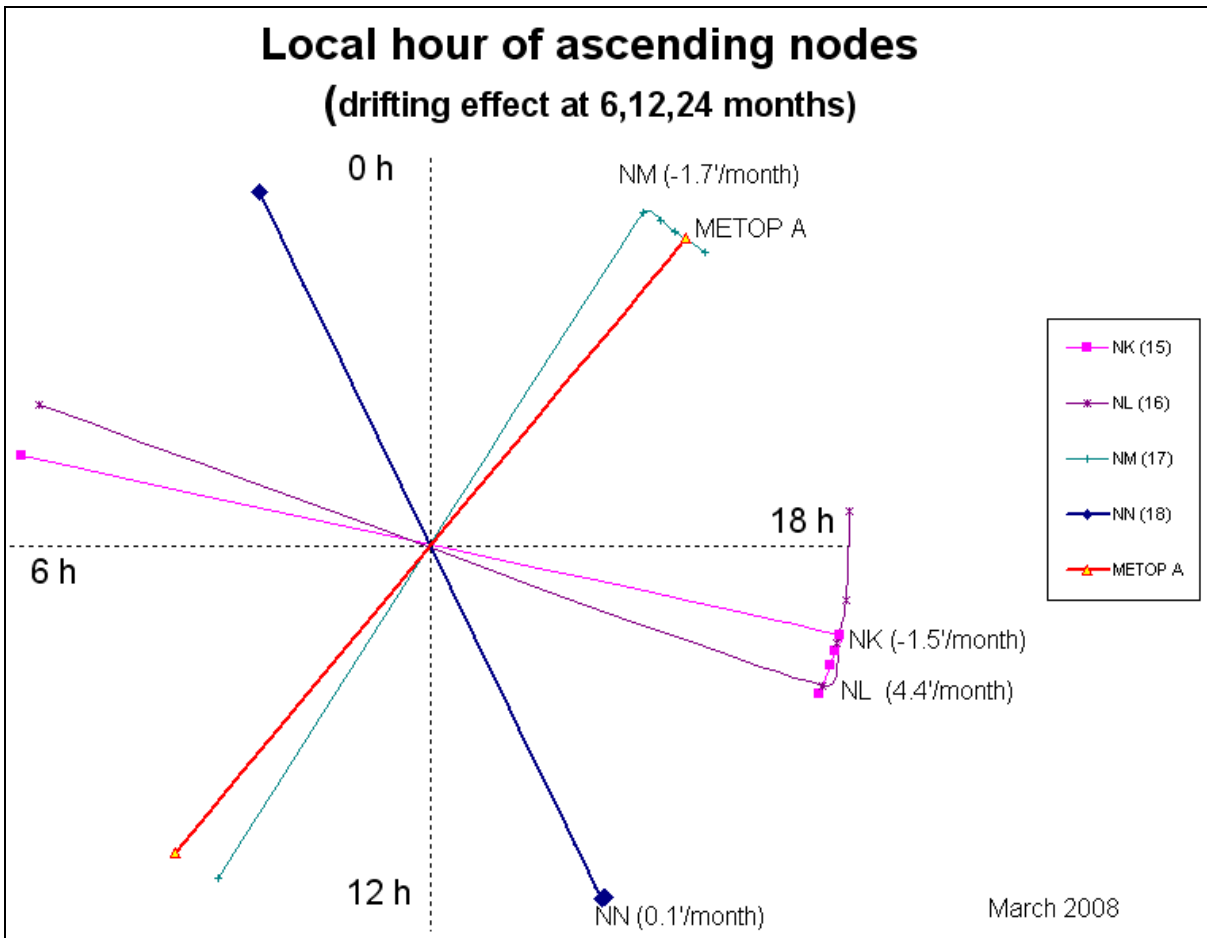 Local hour of ascending nodes
(drifting effect at 6,12,24 months)
0 h
NM (-1.7'/month)
METOP A
18 h
6 h
NK (-1.5'/month)
NL (4.4'/month)
12 h
NN (0.1'/month)
March 2008
NK (15)
NL (16)
NM (17)
NN (18)
METOP A